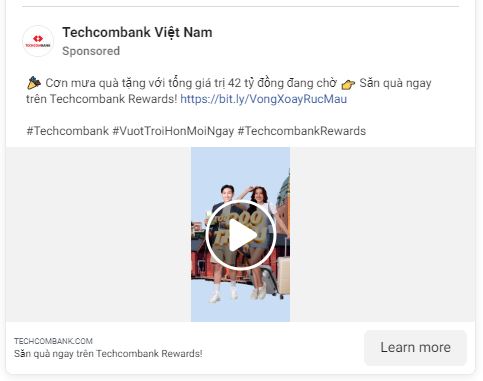 Techcombank Việt Nam
Sponsored
TECHCOMBANK
🎉 Cơn mưa quà tặng với tổng giá trị 42 tỷ đồng đang chờ 👉 Săn quà ngay
trên Techcombank Rewards! https://bit.ly/VongXoayRucMau
#Techcombank #VuotTroiHonMoiNgay #TechcombankRewards
TECHCOMBANK.COM
Săn quà ngay trên Techcombank Rewards!
Learn more